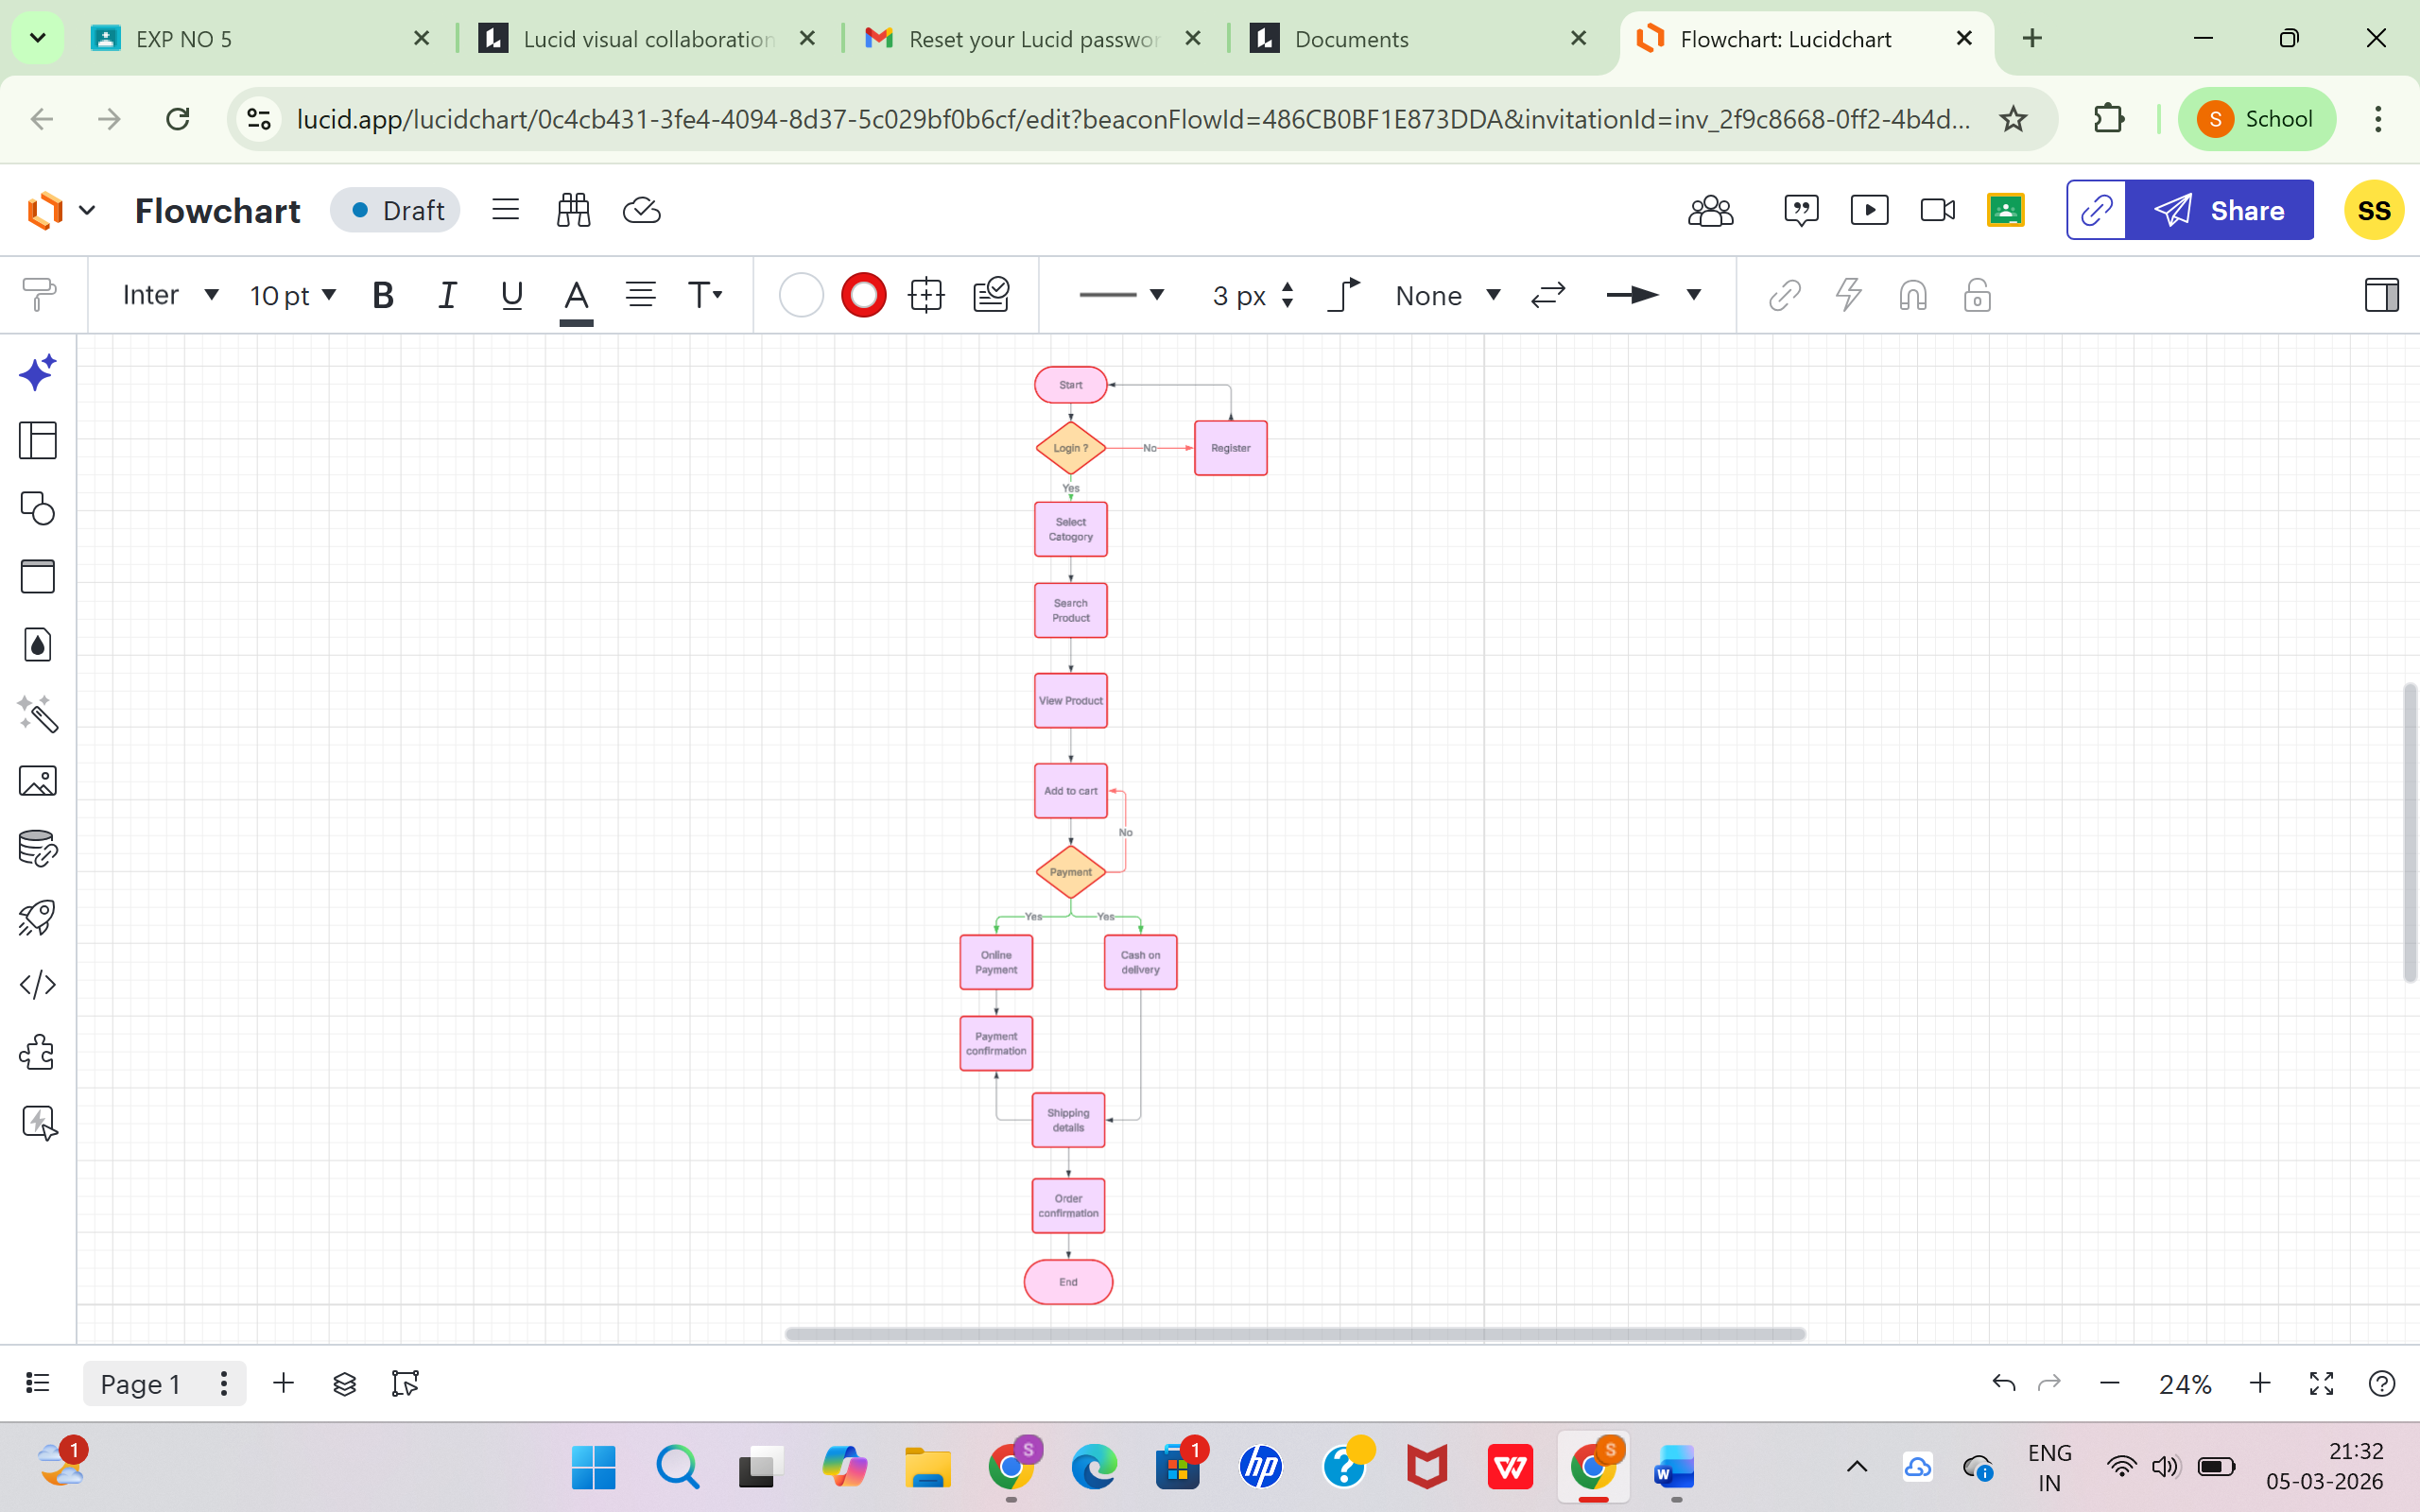 EXP NO 5
Lucid visual collaboration
Reset your Lucid passwor
Documents
Flowchart: Lucidchart
lucid.app/lucidchart/0c4cb431-3fe4-4094-8d37-5c029bf0b6cf/edit?beaconFlowId=486CB0BF1E873DDA&invitationId=inv_2f9c8668-0ff2-4b4d...
S School
Flowchart
Draft
Share
SS
Inter
10 pt
B I U A T
3 px
None
Start
Login ?
No
Register
Yes
Select
Catogory
Search
Product
View Product
Add to cart
No
Payment
Yes
Yes
Online
Payment
Cash on
delivery
Payment
confirmation
Shipping
details
Order
confirmation
End
Page 1
24%
1
S
1
hp
?
W
S
W
ENG
IN
21:32
05-03-2026